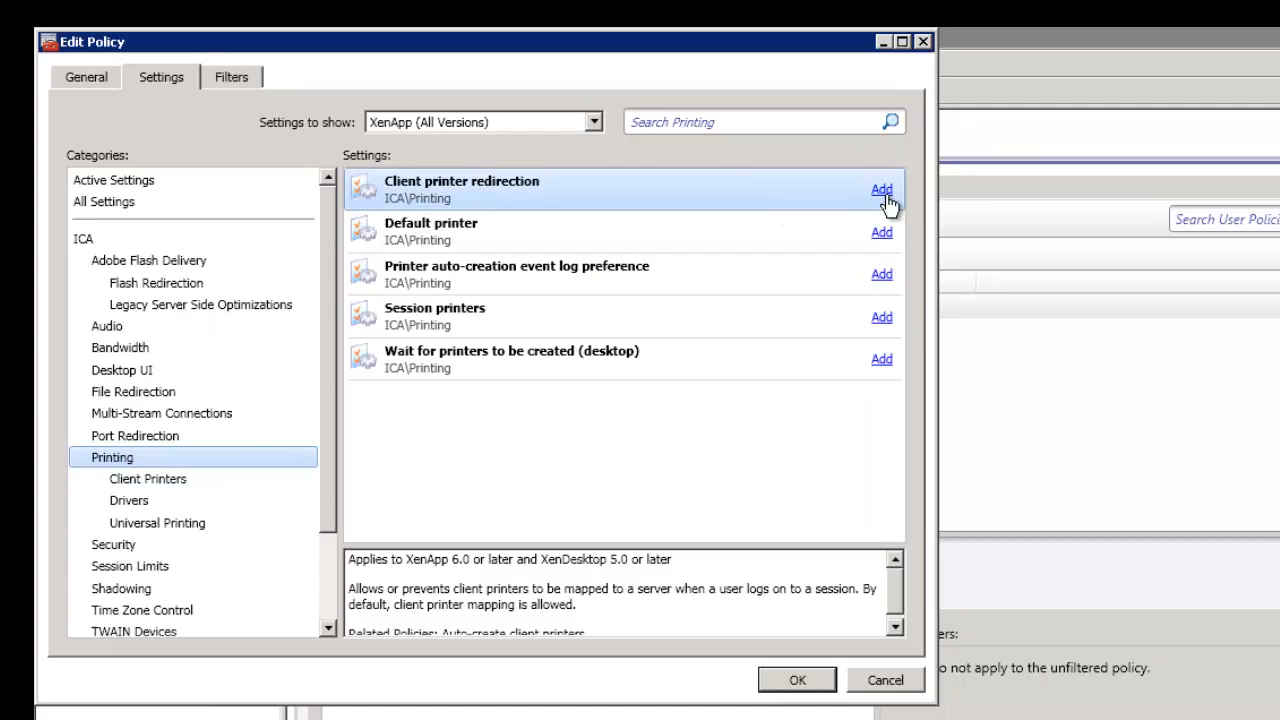 Edit Policy
General
Settings
Filters
Settings to show:
XenApp (All Versions)
Search Printing
Categories:
Active Settings
All Settings
ICA
Adobe Flash Delivery
Flash Redirection
Legacy Server Side Optimizations
Audio
Bandwidth
Desktop UI
File Redirection
Multi-Stream Connections
Port Redirection
Printing
Client Printers
Drivers
Universal Printing
Security
Session Limits
Shadowing
Time Zone Control
TWAIN Devices
Settings:
Client printer redirection
ICA\Printing
Add
Default printer
ICA\Printing
Add
Printer auto-creation event log preference
ICA\Printing
Add
Session printers
ICA\Printing
Add
Wait for printers to be created (desktop)
ICA\Printing
Add
Applies to XenApp 6.0 or later and XenDesktop 5.0 or later
Allows or prevents client printers to be mapped to a server when a user logs on to a session. By
default, client printer mapping is allowed.
Related Policies: Auto-create client printers
OK
Cancel
Search User Polici
ers:
o not apply to the unfiltered policy.